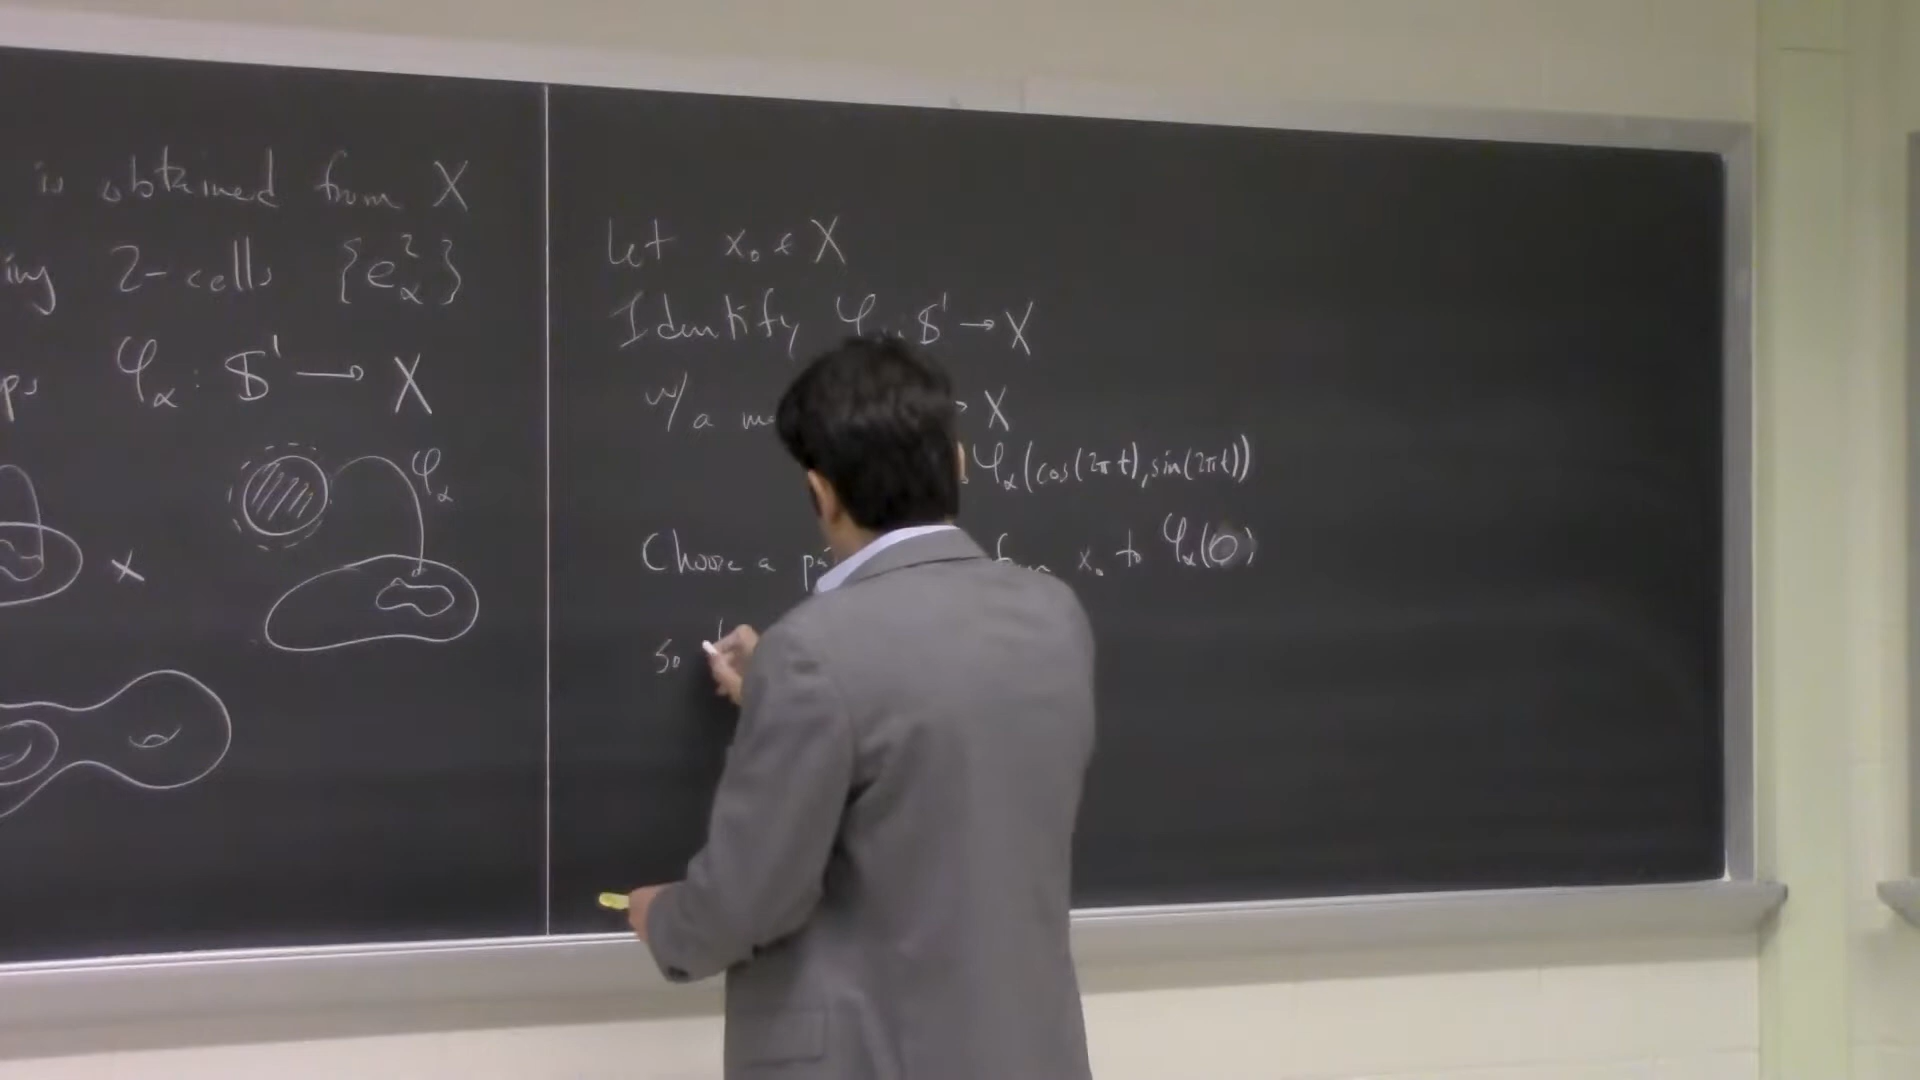 is obtained from X
ing 2-cells {e²_α}
ps φ_α : S¹ → X
φ_α
X
Let x₀ ∈ X
Identify φ_α : S¹ → X
w/a → X
φ_α(cos(2πt), sin(2πt))
Choose a from x₀ to φ_α(0)
so